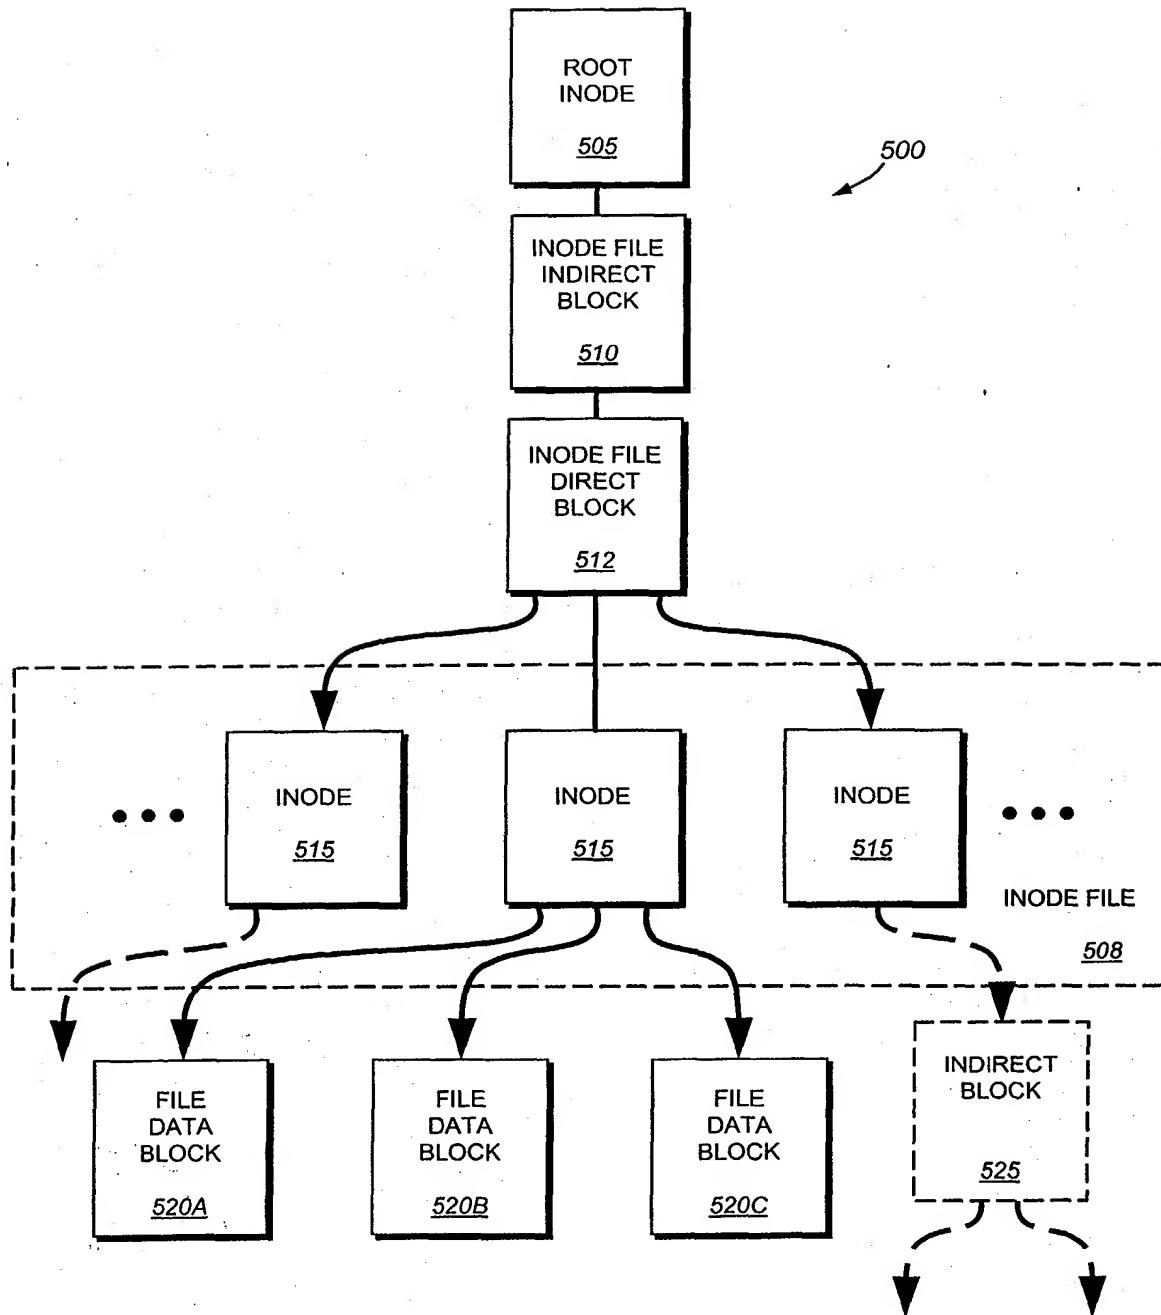 ROOT
INODE
505
500
INODE FILE
INDIRECT
BLOCK
510
INODE FILE
DIRECT
BLOCK
512
INODE
515
INODE
515
INODE
515
INODE FILE
508
FILE
DATA
BLOCK
520A
FILE
DATA
BLOCK
520B
FILE
DATA
BLOCK
520C
INDIRECT
BLOCK
525